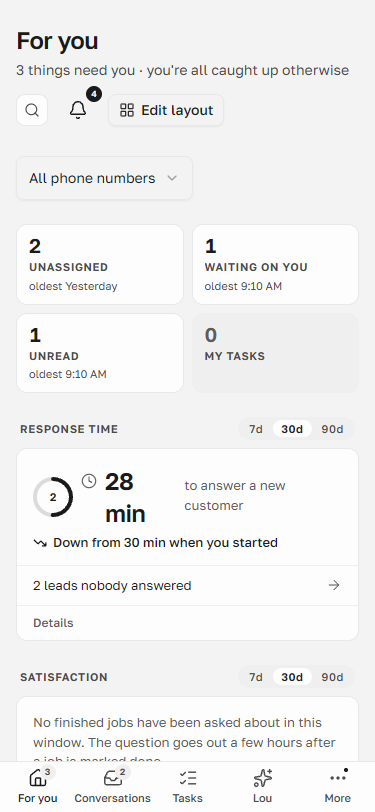 For you
3 things need you · you're all caught up otherwise
4
Edit layout
All phone numbers
2
UNASSIGNED
oldest Yesterday
1
WAITING ON YOU
oldest 9:10 AM
1
UNREAD
oldest 9:10 AM
0
MY TASKS
RESPONSE TIME
7d 30d 90d
2
28 min
to answer a new
customer
Down from 30 min when you started
2 leads nobody answered
Details
SATISFACTION
7d 30d 90d
No finished jobs have been asked about in this
window. The question goes out a few hours after
a job is marked done
3
2
For you
Conversations
Tasks
Lou
More